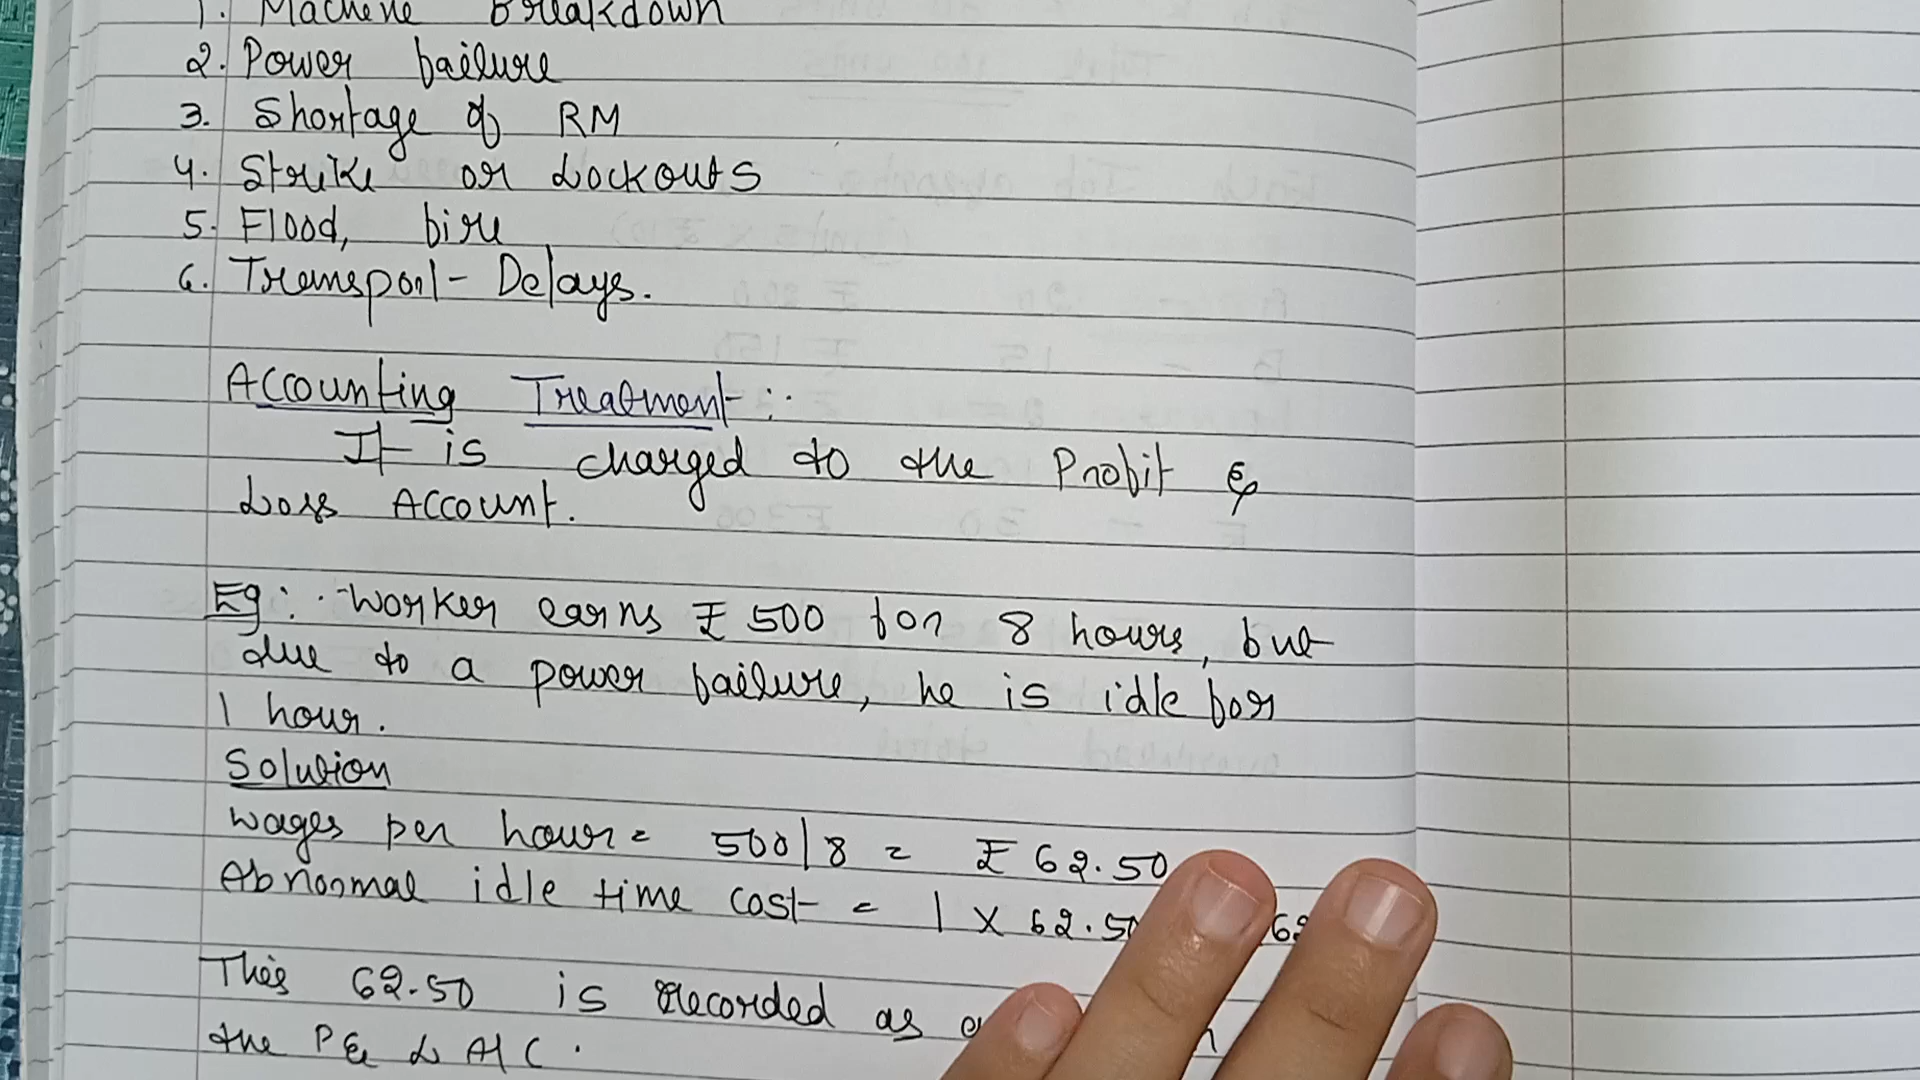 1. Machine Breakdown
2. Power failure
3. Shortage of RM
4. Strike or Lockouts
5. Flood, fire
6. Transport Delays.
Accounting Treatment:
It is charged to the Profit &
Loss Account.
Eg: Worker earns ₹500 for 8 hours, but
due to a power failure, he is idle for
1 hour.
Solution
Wages per hour = 500/8 = ₹62.50
Abnormal idle time cost = 1 × 62.50
This 62.50 is recorded as
the P & L A/C.